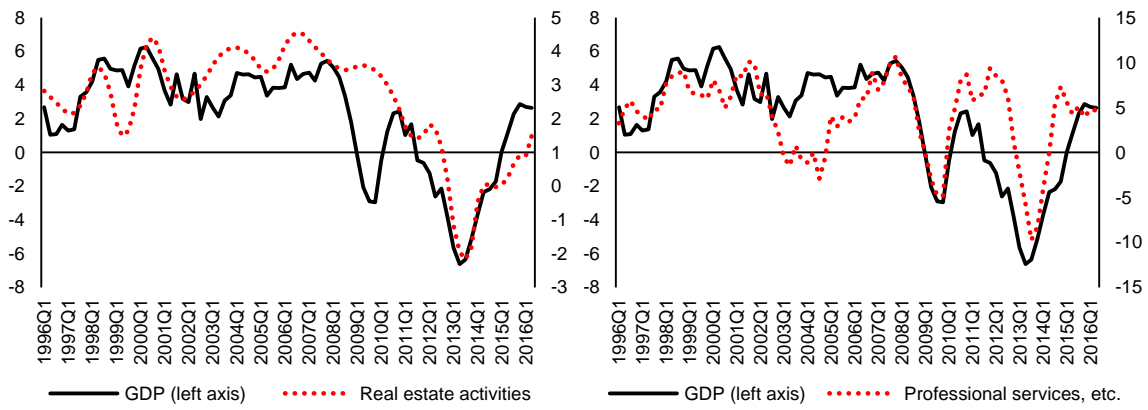 8
6
4
2
0
-2
-4
-6
-8
5
4
3
2
1
0
1
2
3
1996Q1
1997Q1
1998Q1
1999Q1
2000Q1
2001Q1
2002Q1
2003Q1
2004Q1
2005Q1
2006Q1
2007Q1
2008Q1
2009Q1
2010Q1
2011Q1
2012Q1
2013Q1
2014Q1
2015Q1
2016Q1
GDP (left axis)
Real estate activities
8
6
4
2
0
-2
-4
-6
-8
15
10
5
0
-5
-10
-15
1996Q1
1997Q1
1998Q1
1999Q1
2000Q1
2001Q1
2002Q1
2003Q1
2004Q1
2005Q1
2006Q1
2007Q1
2008Q1
2009Q1
2010Q1
2011Q1
2012Q1
2013Q1
2014Q1
2015Q1
2016Q1
GDP (left axis)
Professional services, etc.